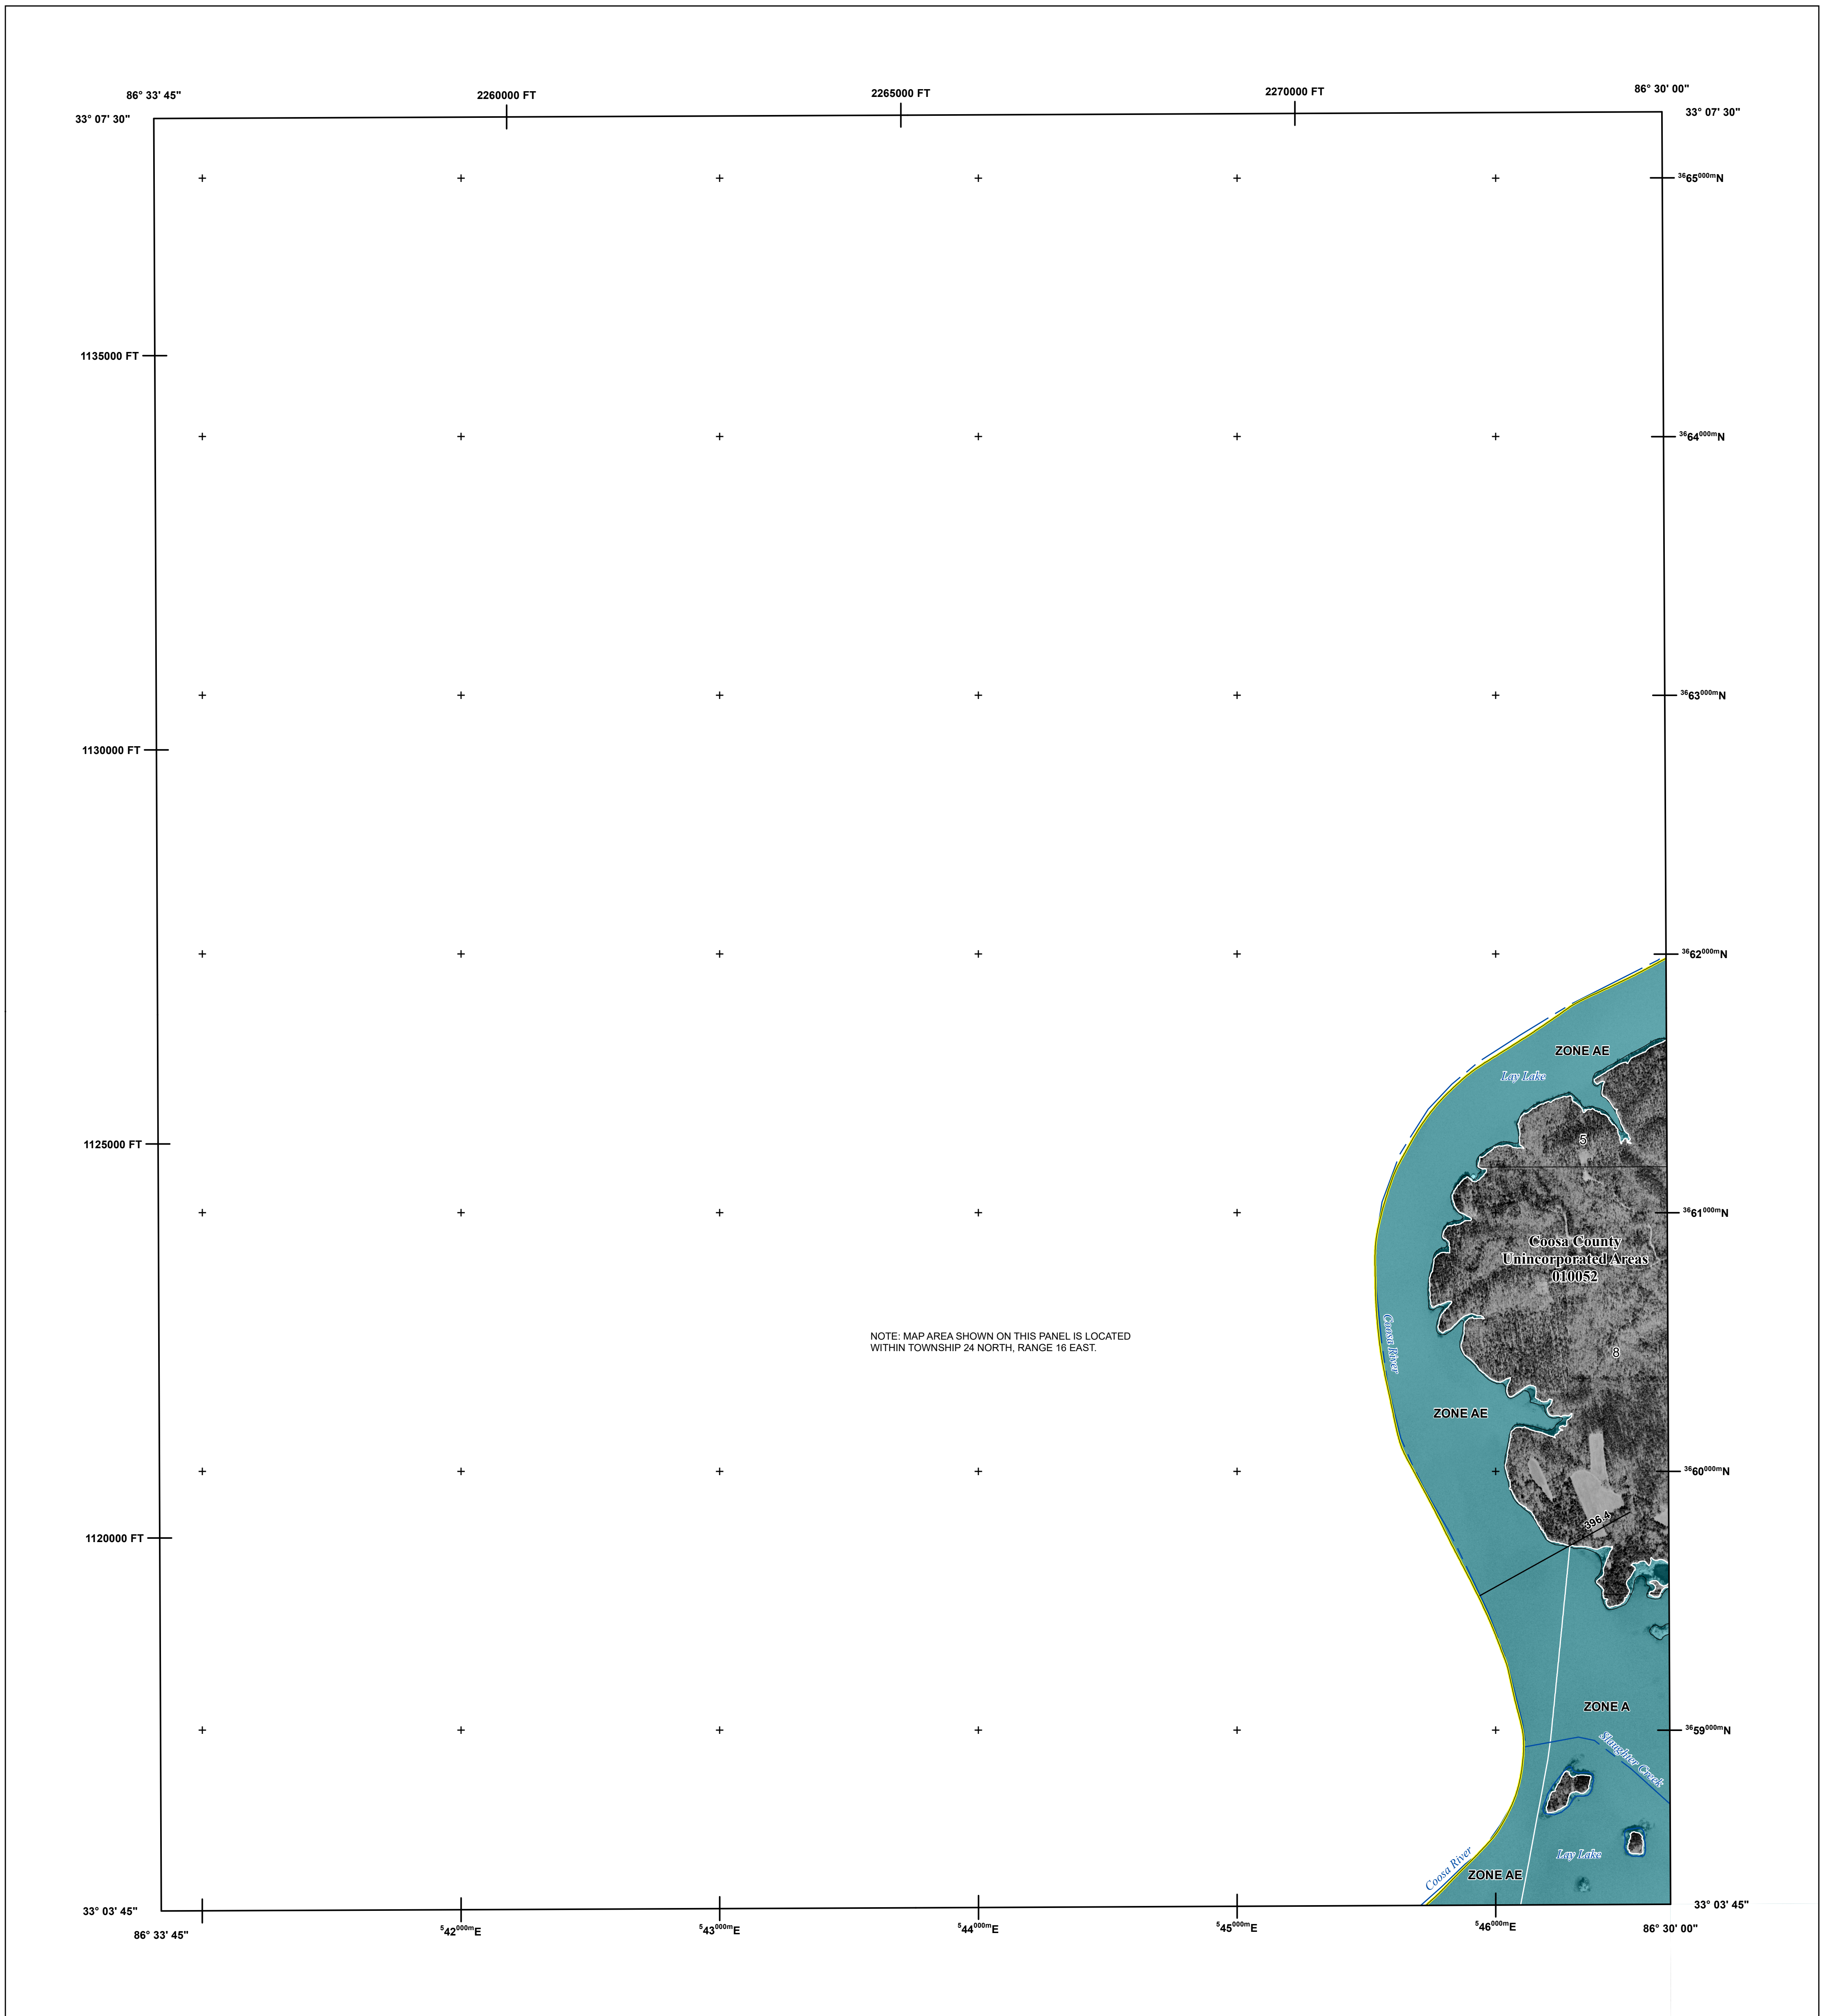 86° 33' 45"
2260000 FT
2265000 FT
2270000 FT
86° 30' 00"
33° 07' 30"
33° 07' 30"
3665000mN
1135000 FT
3664000mN
3663000mN
1130000 FT
3662000mN
ZONE AE
Lay Lake
5
1125000 FT
3661000mN
Coosa County
Unincorporated Areas
010052
Coosa River
NOTE: MAP AREA SHOWN ON THIS PANEL IS LOCATED
WITHIN TOWNSHIP 24 NORTH, RANGE 16 EAST.
8
ZONE AE
3660000mN
396.4
1120000 FT
ZONE A
3659000mN
Slaughter Creek
Lay Lake
Coosa River
ZONE AE
33° 03' 45"
33° 03' 45"
86° 33' 45"
542000mE
543000mE
544000mE
545000mE
546000mE
86° 30' 00"